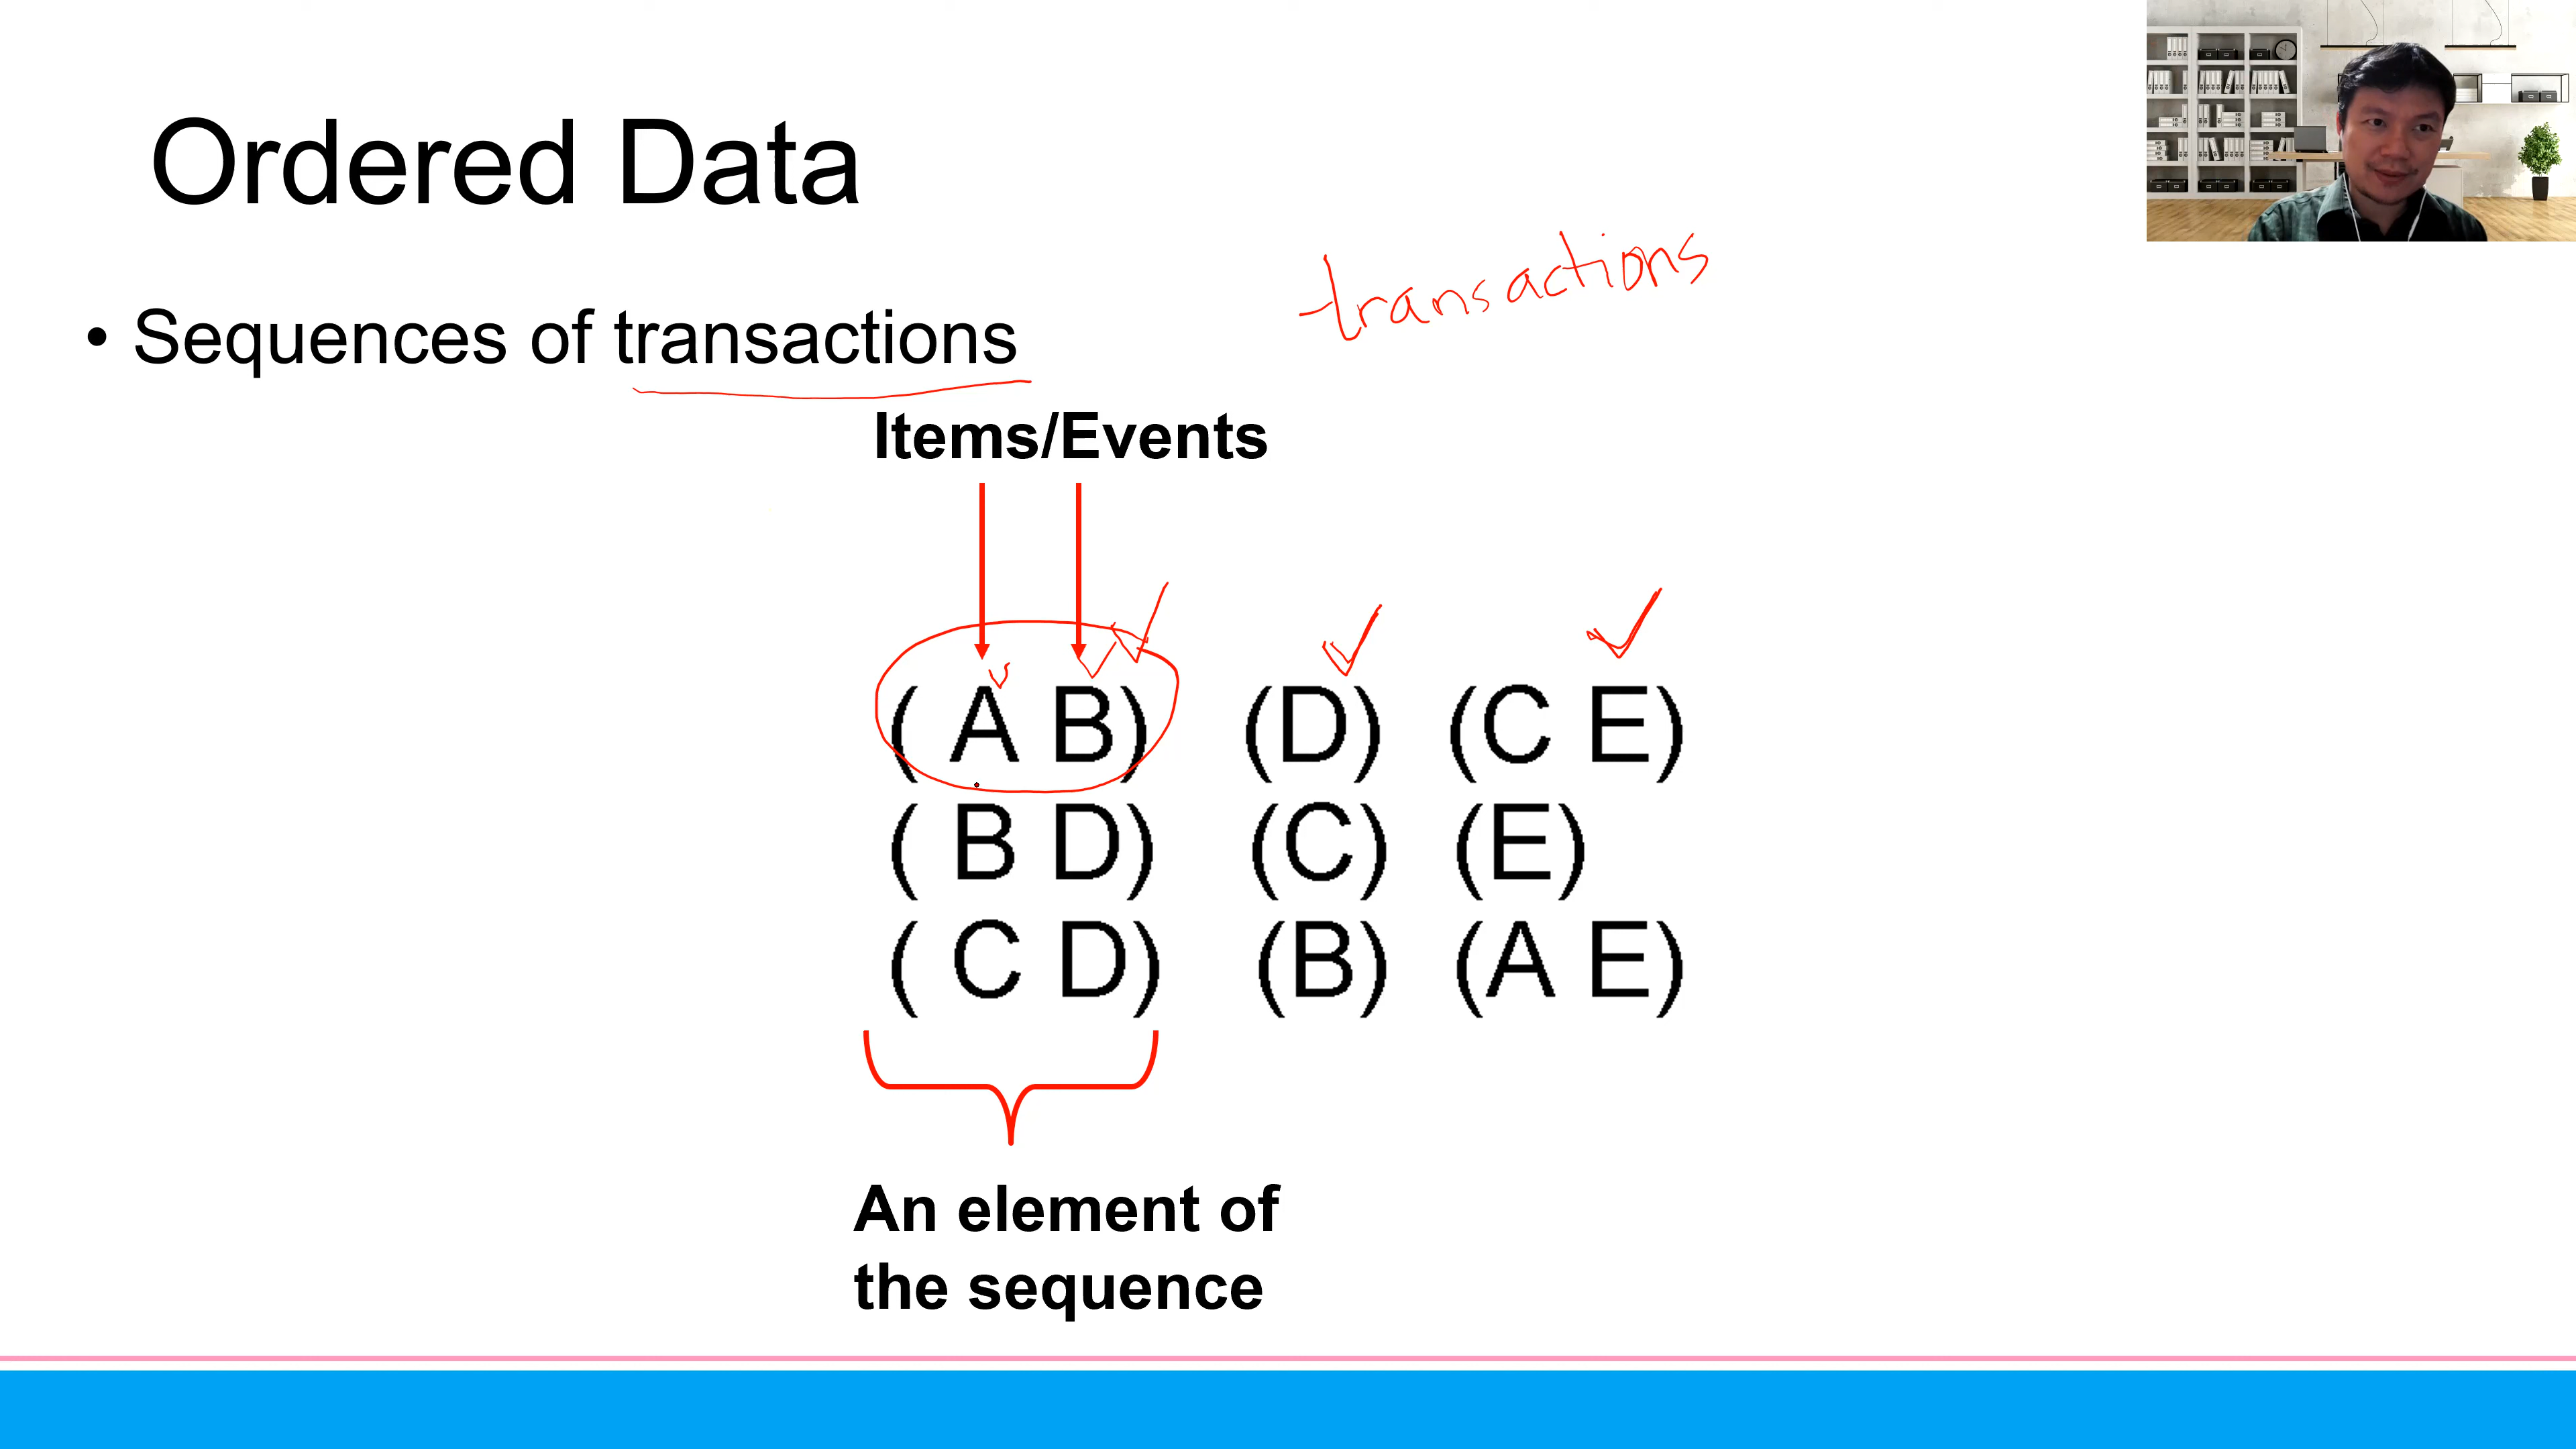 Ordered Data
transactions
• Sequences of transactions
Items/Events
( A B) (D) (C E)
( B D) (C) (E)
( C D) (B) (A E)
An element of
the sequence